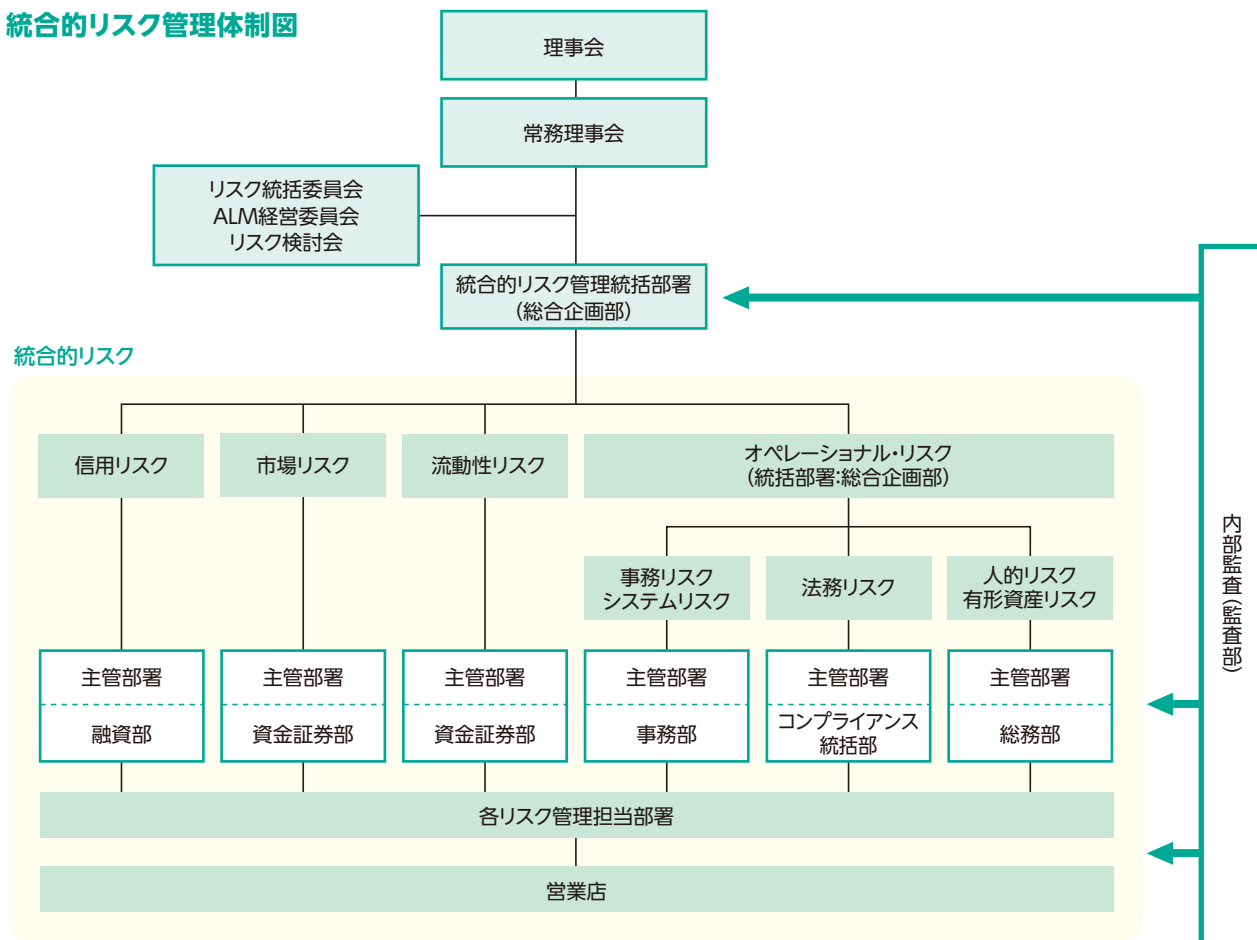 統合的リスク管理体制図
理事会
常務理事会
リスク統括委員会
ALM経営委員会
リスク検討会
統合的リスク管理統括部署
(総合企画部)
統合的リスク
信用リスク
市場リスク
流動性リスク
オペレーショナル・リスク
(統括部署:総合企画部)
事務リスク
システムリスク
法務リスク
人的リスク
有形資産リスク
主管部署
融資部
主管部署
資金証券部
主管部署
資金証券部
主管部署
事務部
主管部署
コンプライアンス
統括部
主管部署
総務部
各リスク管理担当部署
営業店
内部監査(監査部)